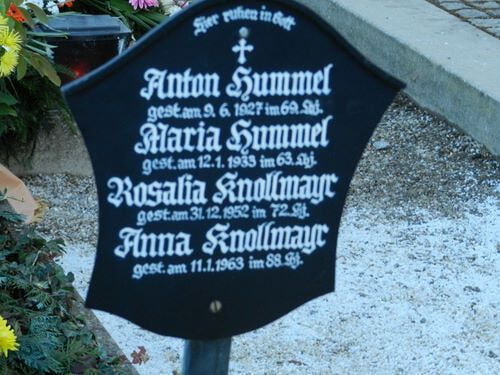 Hier ruhen in Gott
Anton Hummel
gest. am 9. 6. 1927 im 69. Lbj.
Maria Hummel
gest. am 12. 1. 1933 im 63. Lbj.
Rosalia Knollmayr
gest. am 31. 12. 1952 im 72. Lbj.
Anna Knollmayr
gest. am 11. 1. 1963 im 88. Lbj.